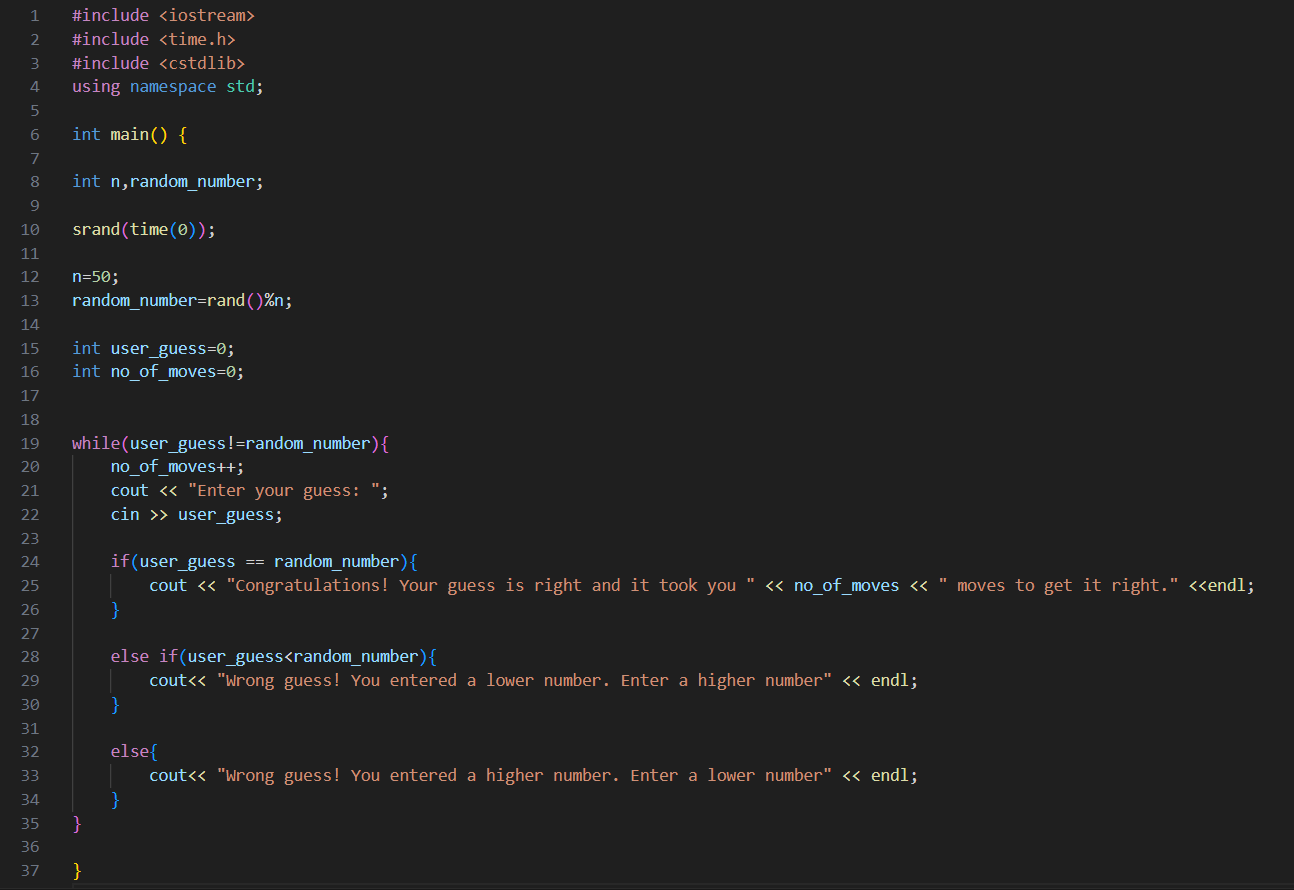 1 #include <iostream>
2 #include <time.h>
3 #include <cstdlib>
4 using namespace std;
5
6 int main() {
7
8 int n,random_number;
9
10 srand(time(0));
11
12 n=50;
13 random_number=rand()%n;
14
15 int user_guess=0;
16 int no_of_moves=0;
17
18
19 while(user_guess!=random_number){
20     no_of_moves++;
21     cout << "Enter your guess: ";
22     cin >> user_guess;
23
24     if(user_guess == random_number){
25         cout << "Congratulations! Your guess is right and it took you " << no_of_moves << " moves to get it right." <<endl;
26     }
27
28     else if(user_guess<random_number){
29         cout<< "Wrong guess! You entered a lower number. Enter a higher number" << endl;
30     }
31
32     else{
33         cout<< "Wrong guess! You entered a higher number. Enter a lower number" << endl;
34     }
35 }
36
37 }